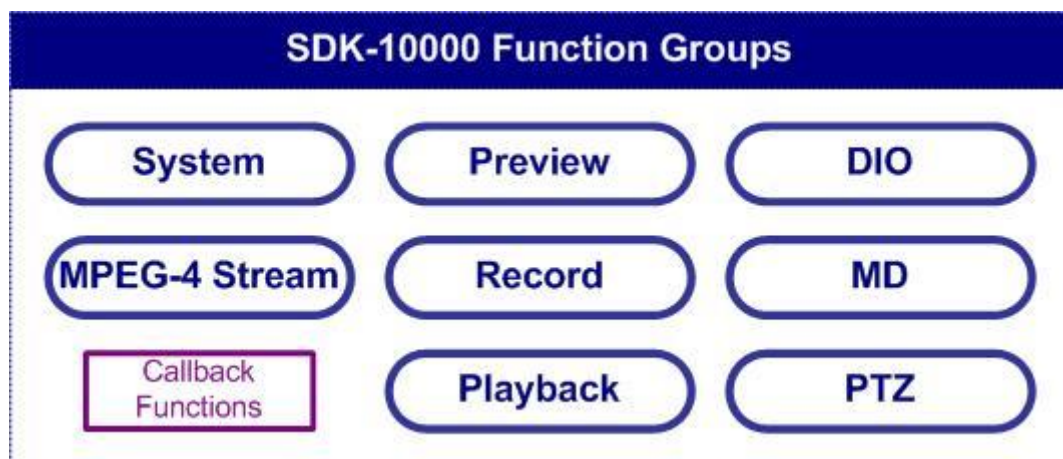 SDK-10000 Function Groups
System
Preview
DIO
MPEG-4 Stream
Record
MD
Callback
Functions
Playback
PTZ